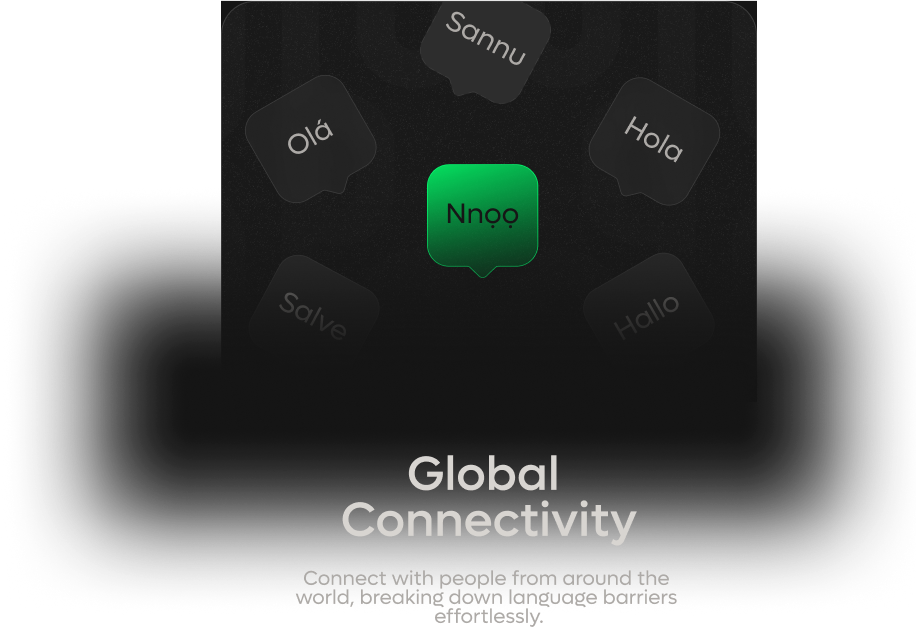 Sannu
Olá
Hola
Nnọọ
Salve
Hallo
Global
Connectivity
Connect with people from around the
world, breaking down language barriers
effortlessly.